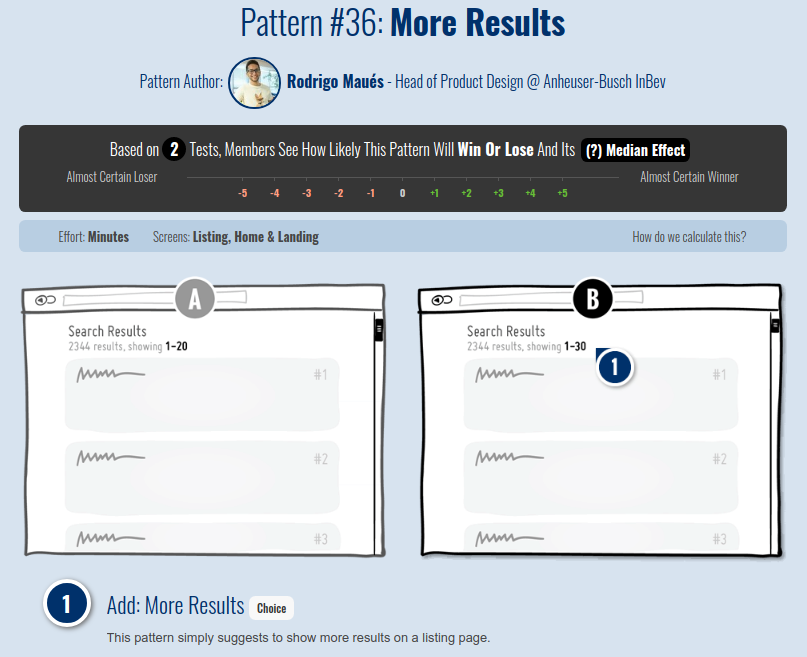 Pattern #36: More Results
Pattern Author: Rodrigo Maués - Head of Product Design @ Anheuser-Busch InBev
Based on 2 Tests, Members See How Likely This Pattern Will Win Or Lose And Its (?) Median Effect
Almost Certain Loser
Almost Certain Winner
-5 -4 -3 -2 -1 0 +1 +2 +3 +4 +5
Effort: Minutes Screens: Listing, Home & Landing How do we calculate this?
A
Search Results
2344 results, showing 1–20
#1
#2
#3
B
Search Results
2344 results, showing 1–30
1
#1
#2
#3
1 Add: More Results Choice
This pattern simply suggests to show more results on a listing page.